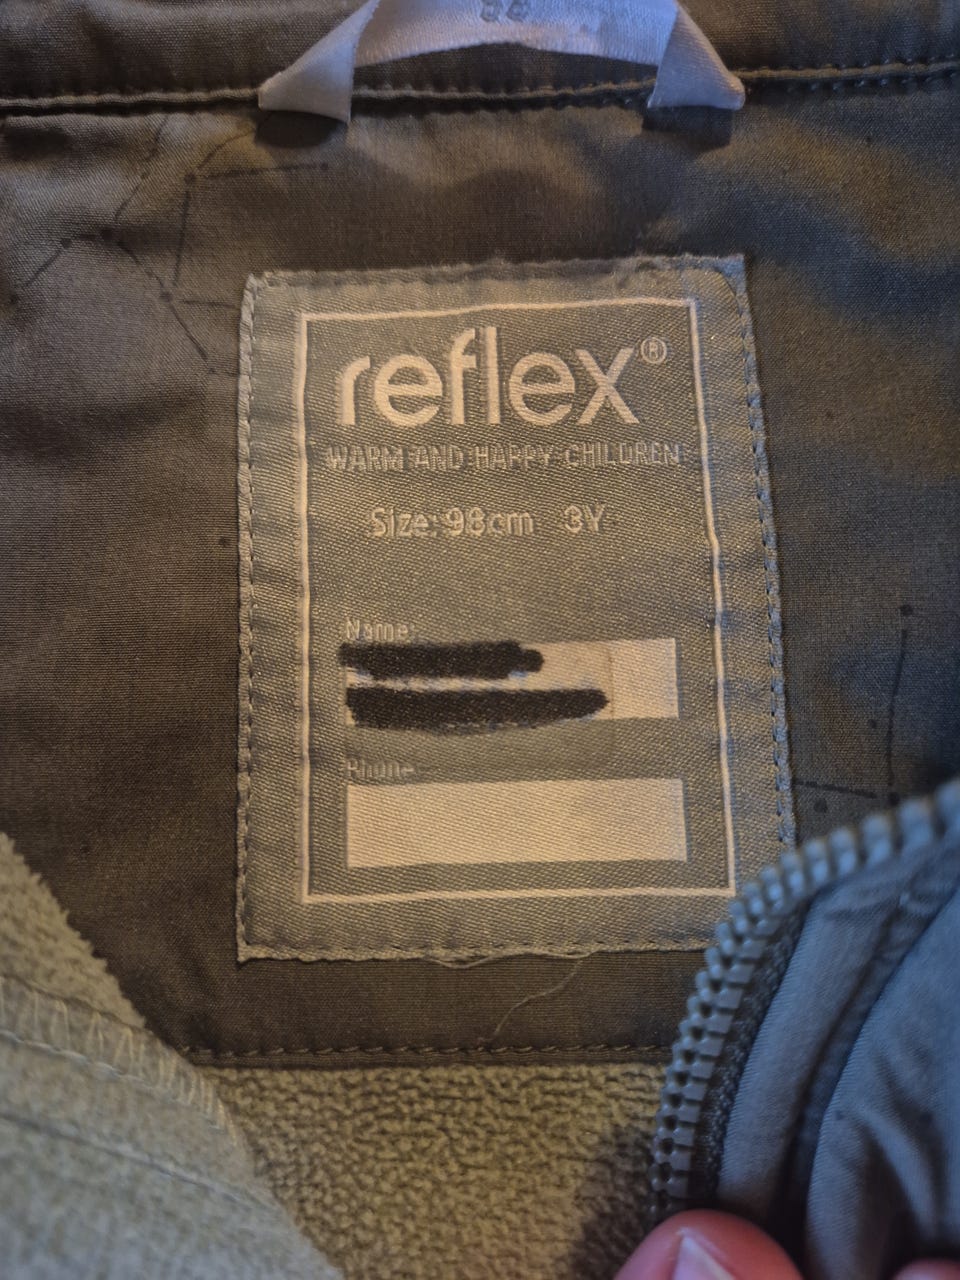 reflex®
WARM AND HAPPY CHILDREN
Size: 98cm 3Y
Name:
Phone: